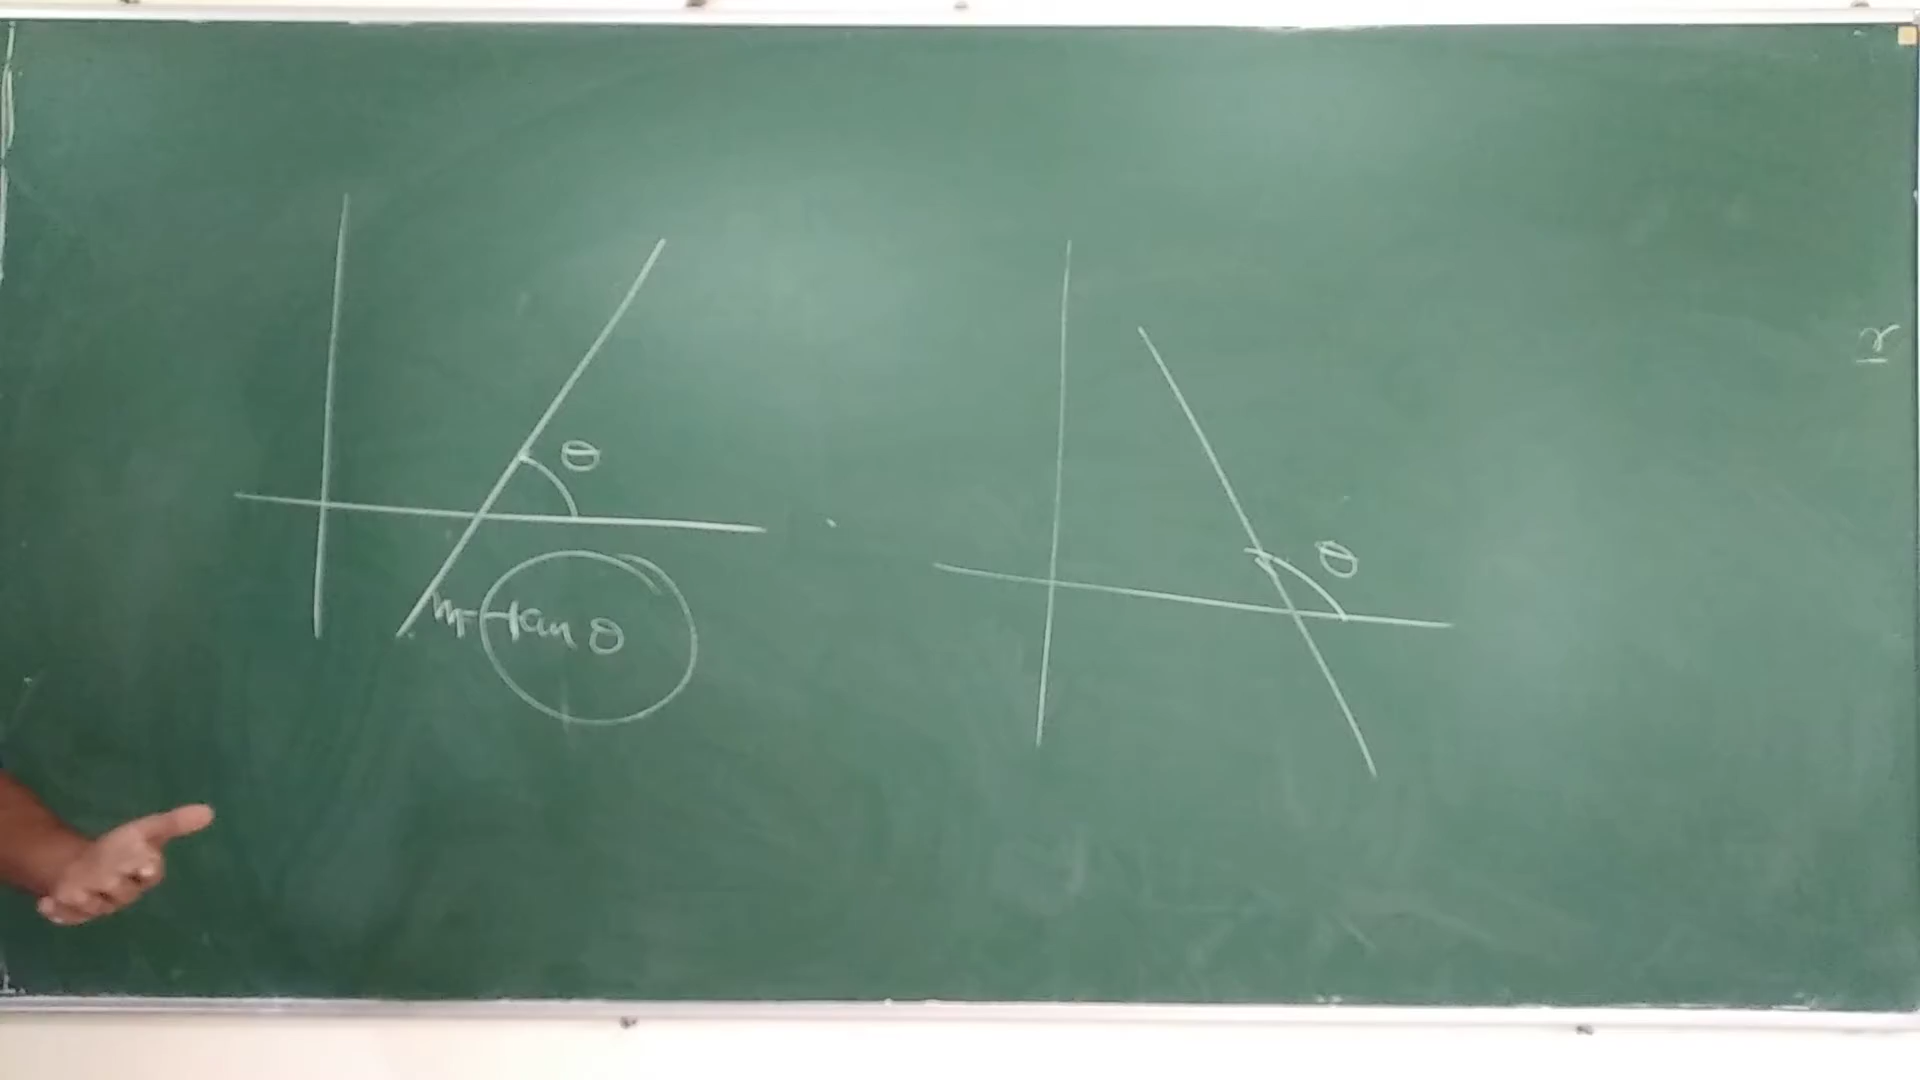 θ
m = tan θ
θ